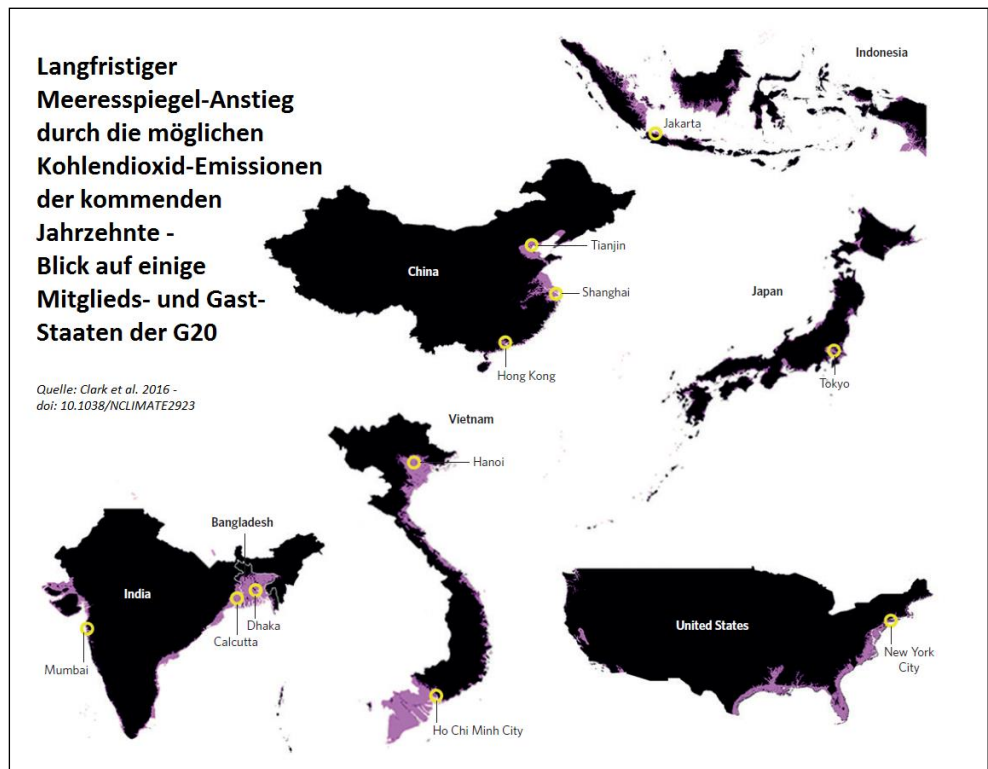 Langfristiger
Meeresspiegel-Anstieg
durch die möglichen
Kohlendioxid-Emissionen
der kommenden
Jahrzehnte -
Blick auf einige
Mitglieds- und Gast-
Staaten der G20
Quelle: Clark et al. 2016 -
doi: 10.1038/NCLIMATE2923
Indonesia
Jakarta
China
Tianjin
Shanghai
Hong Kong
Japan
Tokyo
Vietnam
Hanoi
Ho Chi Minh City
Bangladesh
India
Dhaka
Calcutta
Mumbai
United States
New York
City